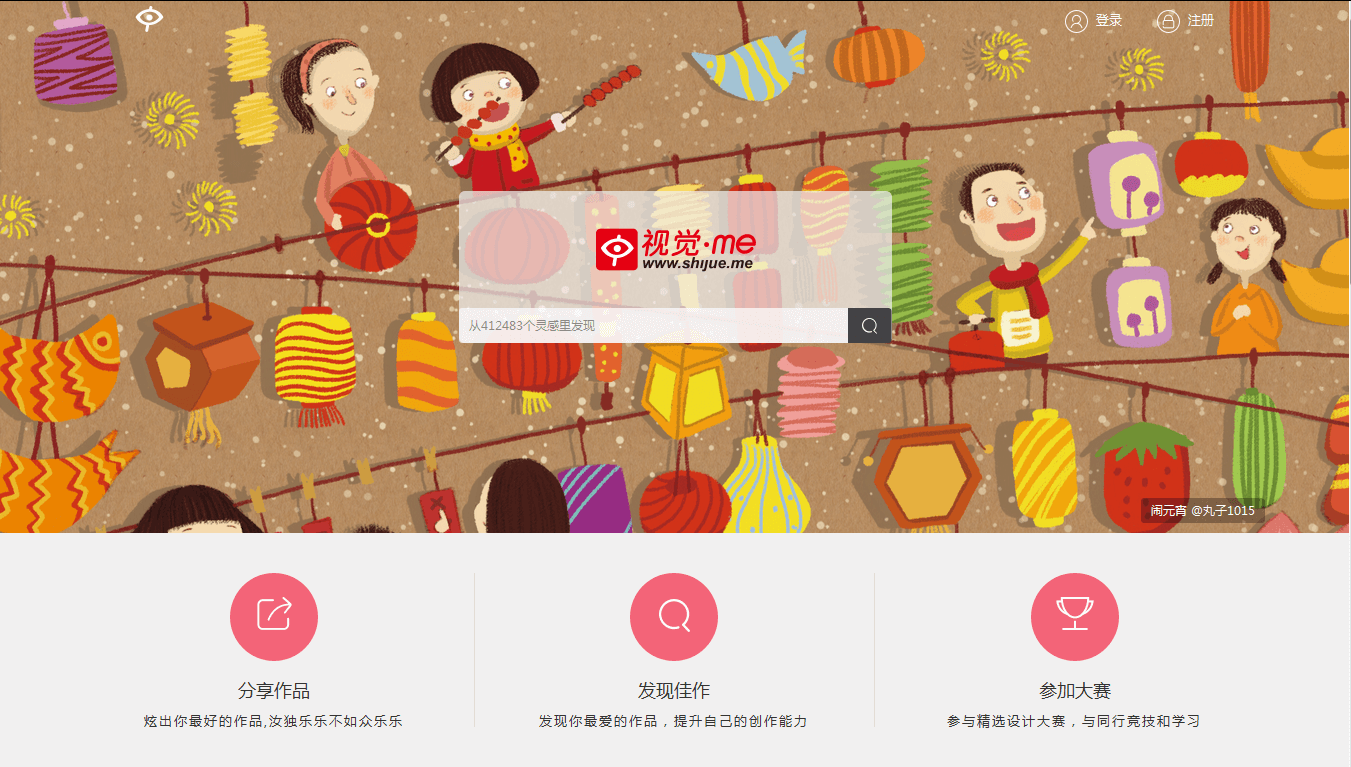 登录
注册
视觉·me
www.shijue.me
从412483个灵感里发现
闹元宵 @丸子1015
分享作品
发现佳作
参加大赛
炫出你最好的作品,汝独乐乐不如众乐乐
发现你最爱的作品，提升自己的创作能力
参与精选设计大赛，与同行竞技和学习